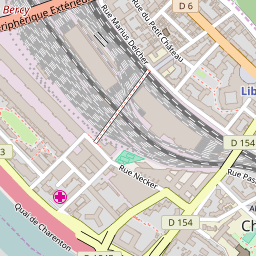 Bercy
Périphérique Extérieur
D 6
Rue du Petit Château
Rue Marius Delcher
Lib
D 154
3
Rue Necker
Rue Pas
D 154
Quai de Charenton
Ch